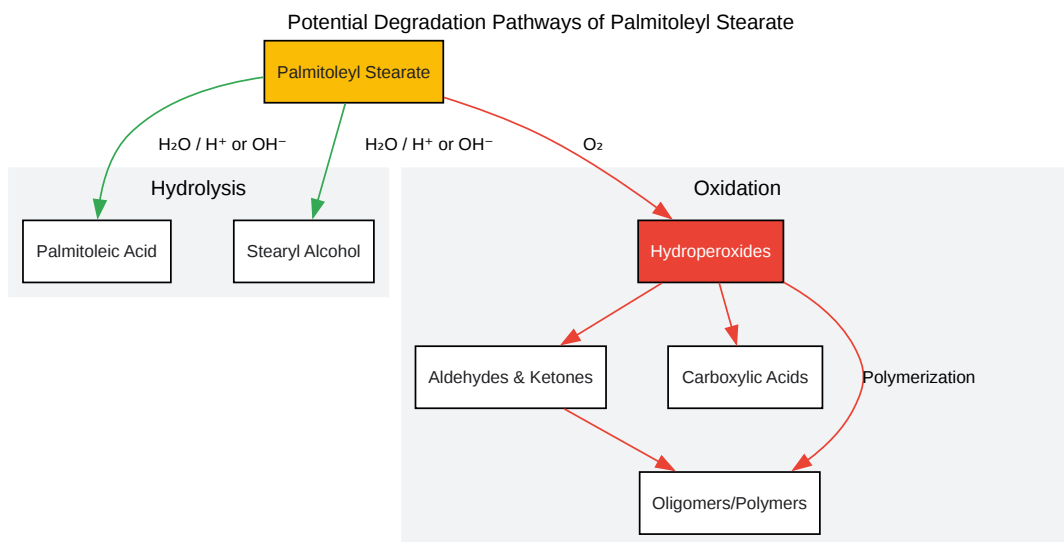 Potential Degradation Pathways of Palmitoleyl Stearate
Palmitoleyl Stearate
H₂O / H⁺ or OH⁻
H₂O / H⁺ or OH⁻
O₂
Hydrolysis
Oxidation
Palmitoleic Acid
Stearyl Alcohol
Hydroperoxides
Aldehydes & Ketones
Carboxylic Acids
Polymerization
Oligomers/Polymers